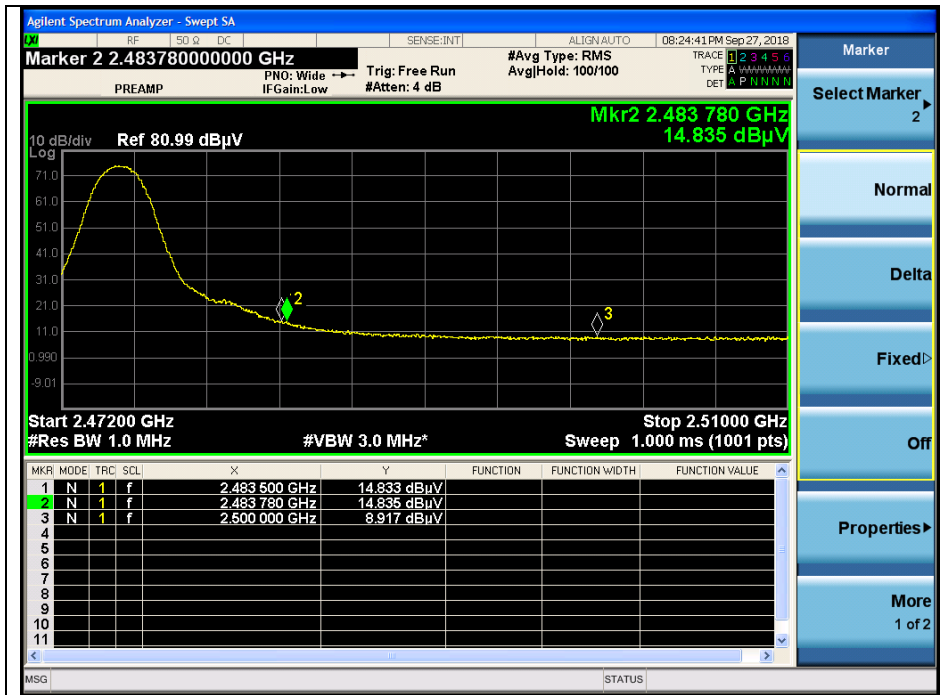 Agilent Spectrum Analyzer - Swept SA
LXI RF 50 Ω DC SENSE:INT ALIGN AUTO 08:24:41 PM Sep 27, 2018
Marker 2 2.483780000000 GHz
PREAMP
PNO: Wide
IFGain:Low
Trig: Free Run
#Atten: 4 dB
#Avg Type: RMS
Avg|Hold: 100/100
TRACE 1 2 3 4 5 6
TYPE A WWWWW
DET A P N N N N
Mkr2 2.483 780 GHz
14.835 dBµV
10 dB/div Ref 80.99 dBµV
Log
71.0
61.0
51.0
41.0
31.0
21.0
11.0
0.990
-9.01
2
3
Start 2.47200 GHz Stop 2.51000 GHz
#Res BW 1.0 MHz #VBW 3.0 MHz* Sweep 1.000 ms (1001 pts)
MKR MODE TRC SCL X Y FUNCTION FUNCTION WIDTH FUNCTION VALUE
1 N 1 f 2.483 500 GHz 14.833 dBµV
2 N 1 f 2.483 780 GHz 14.835 dBµV
3 N 1 f 2.500 000 GHz 8.917 dBµV
4
5
6
7
8
9
10
11
MSG STATUS
Marker
Select Marker
2
Normal
Delta
Fixed
Off
Properties
More
1 of 2